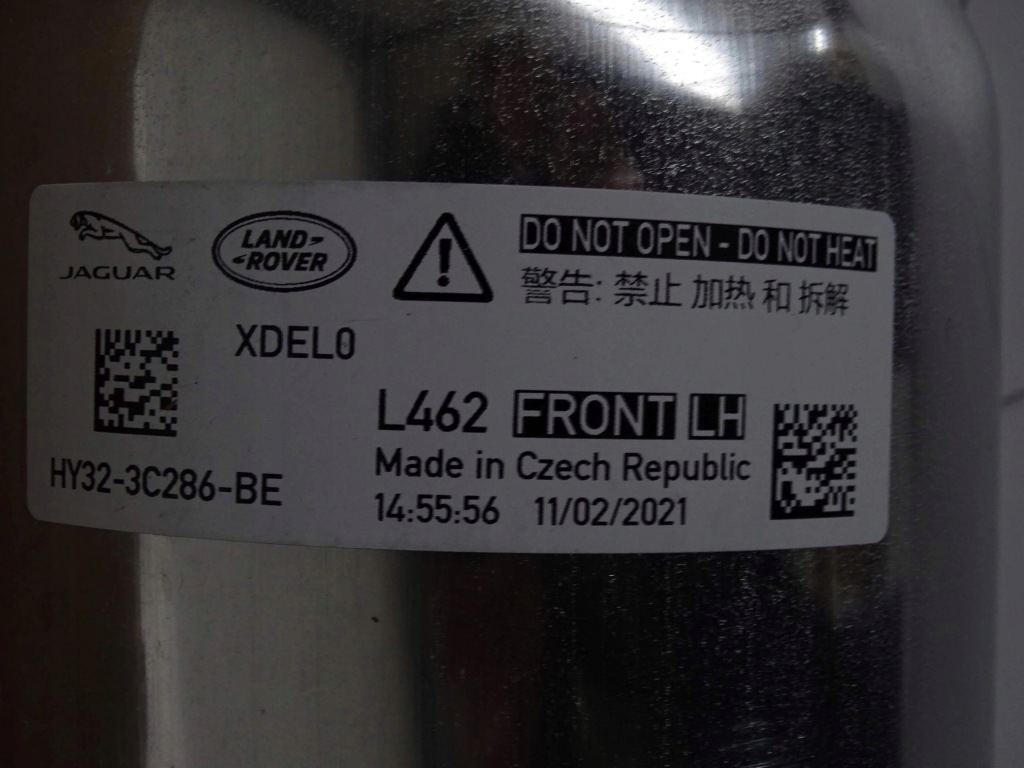 JAGUAR
LAND-
-ROVER
DO NOT OPEN - DO NOT HEAT
警告: 禁止 加热 和 拆解
XDEL0
L462 FRONT LH
HY32-3C286-BE
Made in Czech Republic
14:55:56 11/02/2021